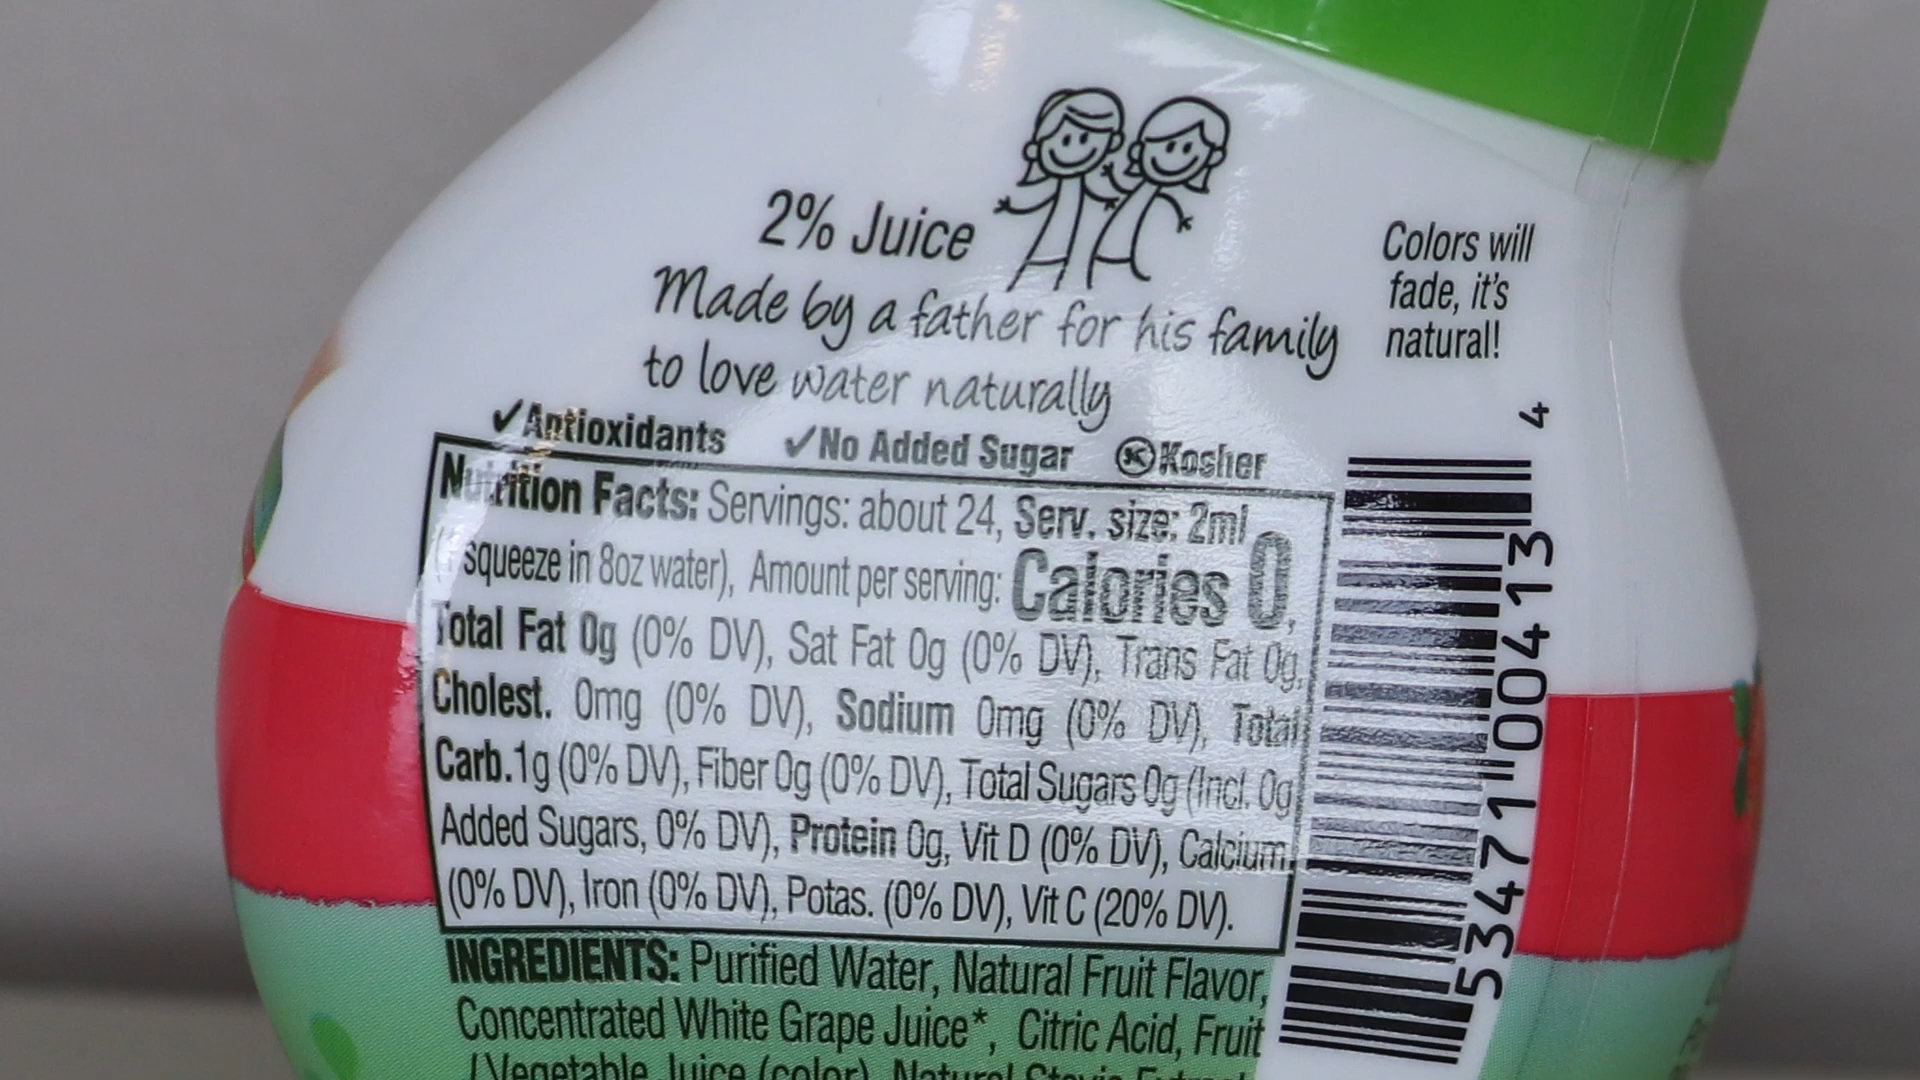 2% Juice
Made by a father for his family
to love water naturally
Colors will
fade, it's
natural!
✓Antioxidants ✓No Added Sugar Kosher
Nutrition Facts: Servings: about 24, Serv. size: 2ml
squeeze in 8oz water), Amount per serving: Calories 0,
Total Fat 0g (0% DV), Sat Fat 0g (0% DV), Trans Fat 0g,
Cholest. 0mg (0% DV), Sodium 0mg (0% DV), Total
Carb.1g (0% DV), Fiber 0g (0% DV), Total Sugars 0g (Incl. 0g
Added Sugars, 0% DV), Protein 0g, Vit D (0% DV), Calcium
(0% DV), Iron (0% DV), Potas. (0% DV), Vit C (20% DV).
INGREDIENTS: Purified Water, Natural Fruit Flavor,
Concentrated White Grape Juice*, Citric Acid, Fruit
/ Vegetable Juice (color), Natural Stevia Extract
53471 00413 4